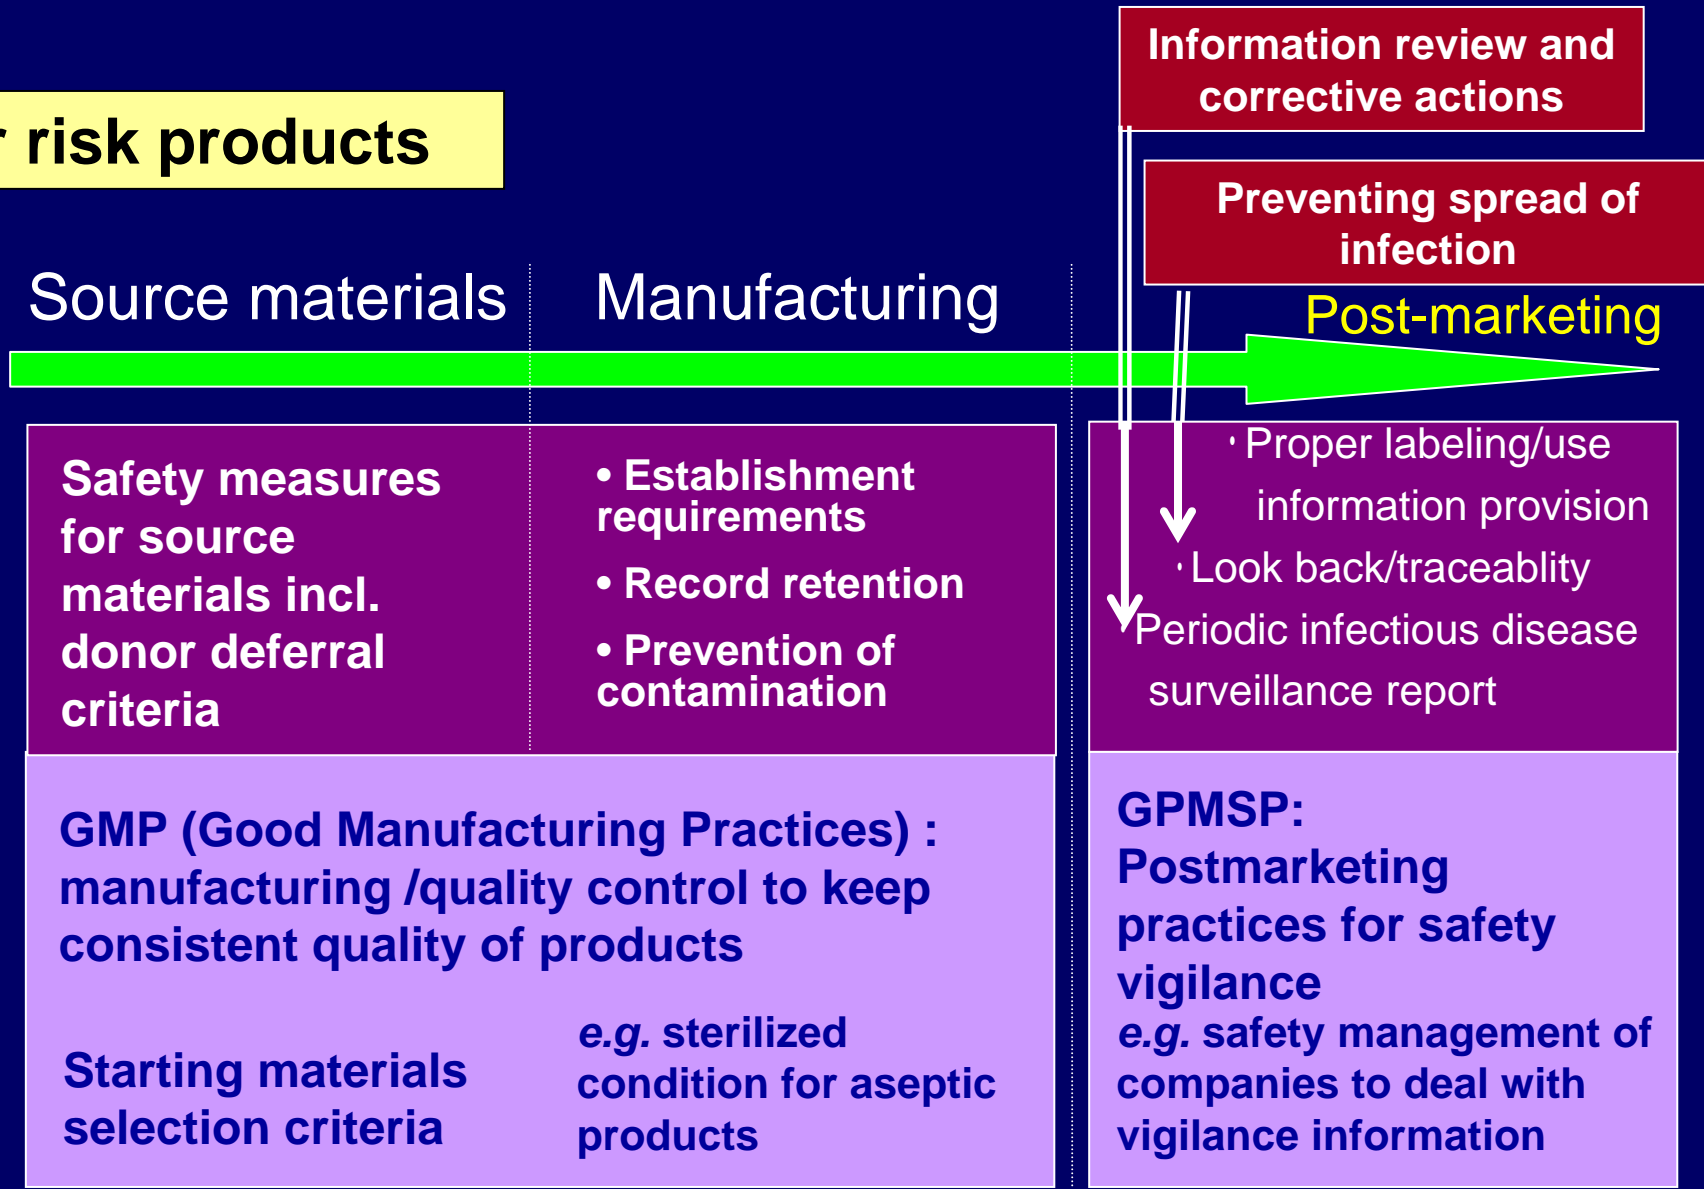 Information review and
corrective actions
r risk products
Preventing spread of
infection
Source materials
Manufacturing
Post-marketing
Safety measures
for source
materials incl.
donor deferral
criteria
• Establishment
requirements
• Record retention
• Prevention of
contamination
・Proper labeling/use
information provision
・Look back/traceablity
・Periodic infectious disease
surveillance report
GMP (Good Manufacturing Practices) :
manufacturing /quality control to keep
consistent quality of products
Starting materials
selection criteria
e.g. sterilized
condition for aseptic
products
GPMSP:
Postmarketing
practices for safety
vigilance
e.g. safety management of
companies to deal with
vigilance information